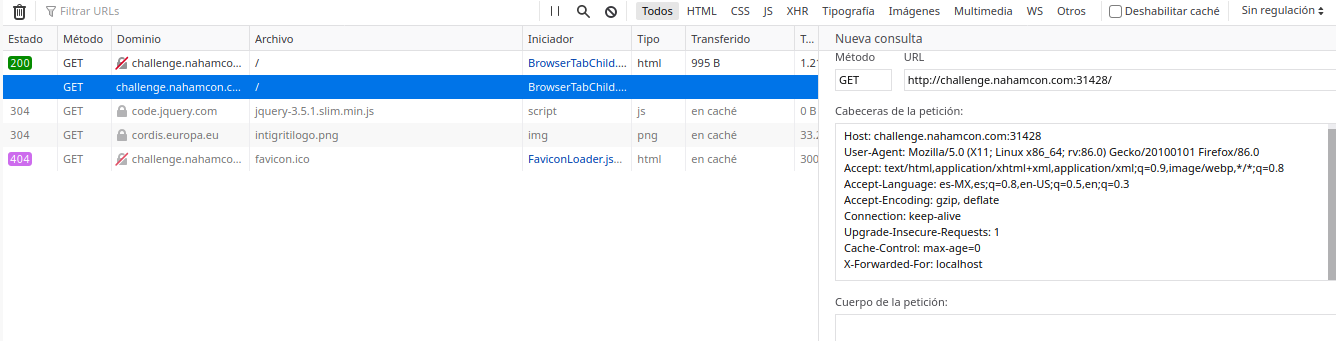 Filtrar URLs Todos HTML CSS JS XHR Tipografía Imágenes Multimedia WS Otros Deshabilitar caché Sin regulación
Estado Método Dominio Archivo Iniciador Tipo Transferido T... Nueva consulta
Método URL
200 GET challenge.nahamco... / BrowserTabChild.... html 995 B 1.21
GET challenge.nahamcon.c... / BrowserTabChild.... GET http://challenge.nahamcon.com:31428/
304 GET code.jquery.com jquery-3.5.1.slim.min.js script js en caché 0 B Cabeceras de la petición:
304 GET cordis.europa.eu intigritilogo.png img png en caché 33.2
404 GET challenge.nahamco... favicon.ico FaviconLoader.js... html en caché 300
Host: challenge.nahamcon.com:31428
User-Agent: Mozilla/5.0 (X11; Linux x86_64; rv:86.0) Gecko/20100101 Firefox/86.0
Accept: text/html,application/xhtml+xml,application/xml;q=0.9,image/webp,*/*;q=0.8
Accept-Language: es-MX,es;q=0.8,en-US;q=0.5,en;q=0.3
Accept-Encoding: gzip, deflate
Connection: keep-alive
Upgrade-Insecure-Requests: 1
Cache-Control: max-age=0
X-Forwarded-For: localhost
Cuerpo de la petición: